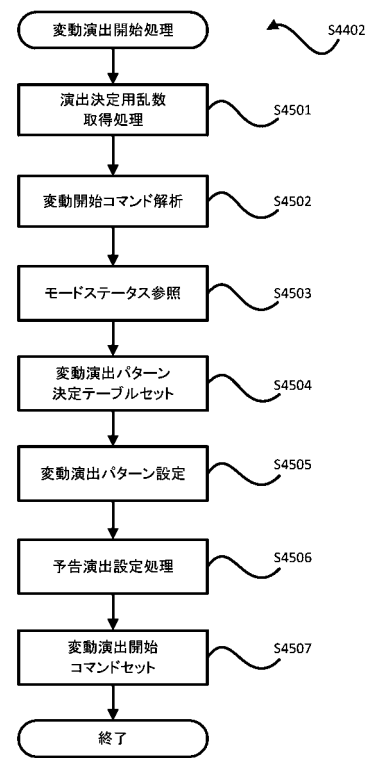 変動演出開始処理
S4402
演出決定用乱数
取得処理
S4501
変動開始コマンド解析
S4502
モードステータス参照
S4503
変動演出パターン
決定テーブルセット
S4504
変動演出パターン設定
S4505
予告演出設定処理
S4506
変動演出開始
コマンドセット
S4507
終了